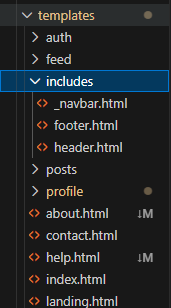 templates
auth
feed
includes
_navbar.html
footer.html
header.html
posts
profile
about.html ↓M
contact.html
help.html ↓M
index.html
landing.html